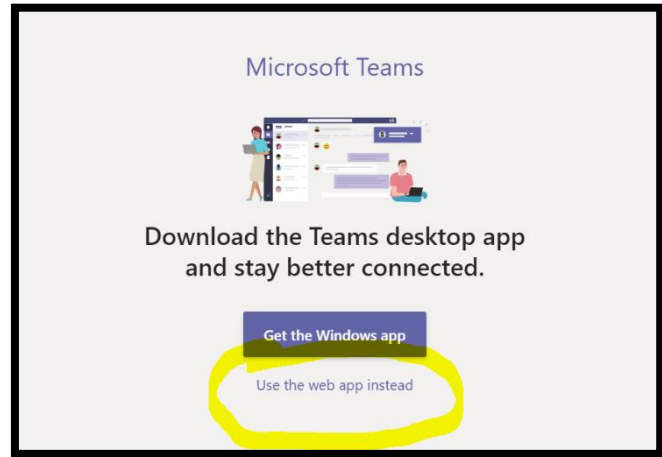 Microsoft Teams
Download the Teams desktop app
and stay better connected.
Get the Windows app
Use the web app instead